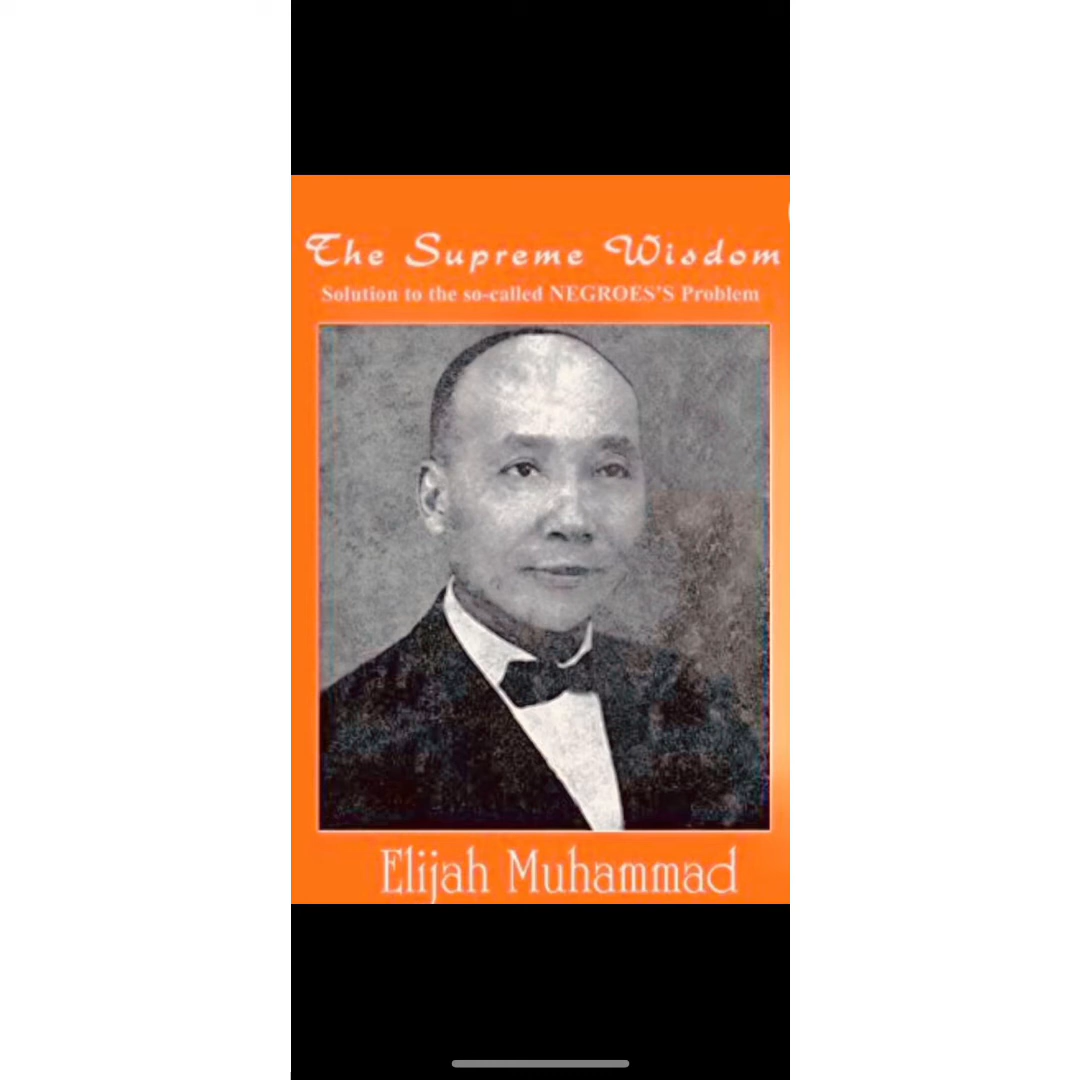 The Supreme Wisdom
Solution to the so-called NEGROES'S Problem
Elijah Muhammad